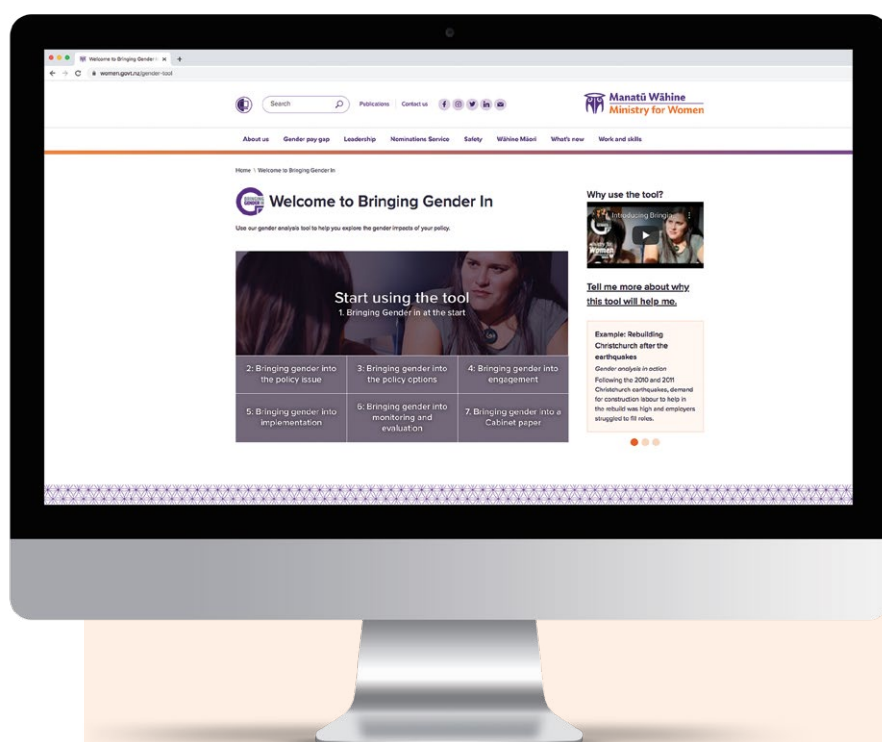 Welcome to Bringing Gender I
women.govt.nz/gender-tool
Search
Publications
Contact us
Manatū Wāhine
Ministry for Women
About us
Gender pay gap
Leadership
Nominations Service
Safety
Wāhine Māori
What's new
Work and skills
Home \ Welcome to Bringing Gender In
BRINGING
GENDER IN
Welcome to Bringing Gender In
Use our gender analysis tool to help you explore the gender impacts of your policy.
Start using the tool
1. Bringing Gender in at the start
2: Bringing gender into
the policy issue
3: Bringing gender into
the policy options
4: Bringing gender into
engagement
5: Bringing gender into
implementation
6: Bringing gender into
monitoring and
evaluation
7. Bringing gender into a
Cabinet paper
Why use the tool?
Introducing Bringin
Women
Tell me more about why
this tool will help me.
Example: Rebuilding
Christchurch after the
earthquakes
Gender analysis in action
Following the 2010 and 2011
Christchurch earthquakes, demand
for construction labour to help in
the rebuild was high and employers
struggled to fill roles.